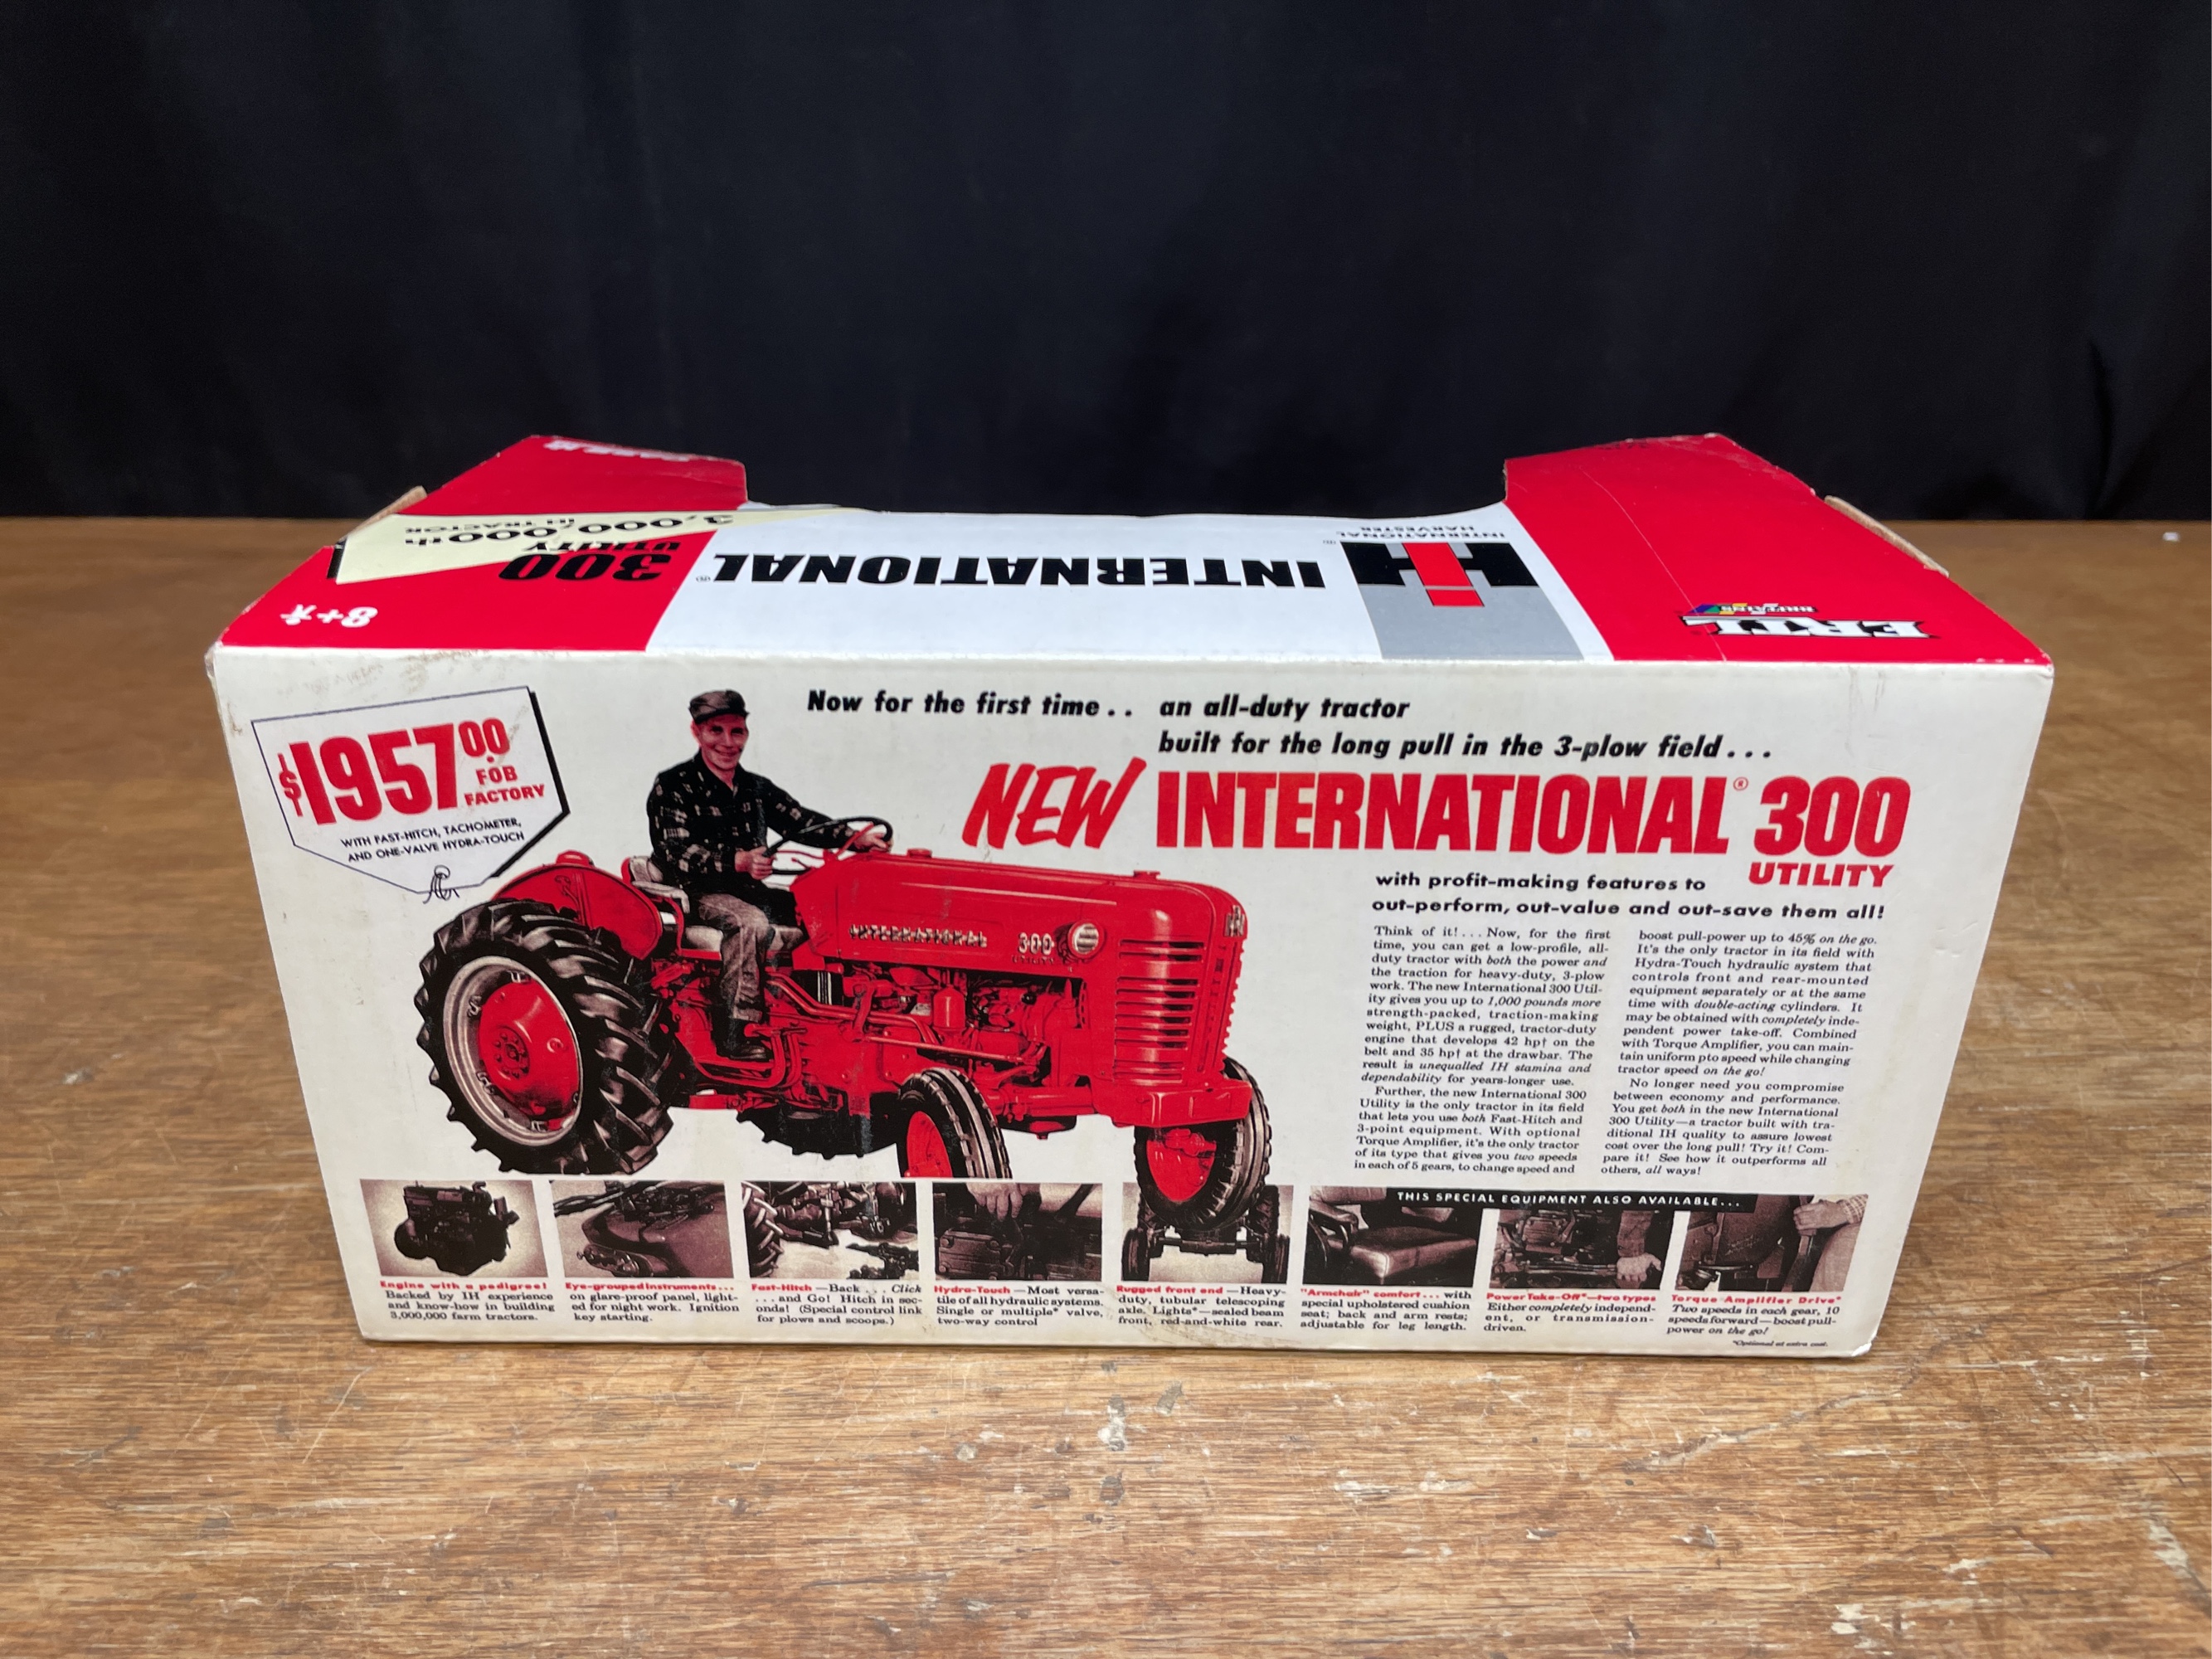 CASE IH
3,000,000th
IH TRACTOR
300
UTILITY
8+
INTERNATIONAL®
INTERNATIONAL
HARVESTER
IH
®
ERTL
BRITAINS
$1957.00
FOB
FACTORY
WITH FAST-HITCH, TACHOMETER,
AND ONE-VALVE HYDRA-TOUCH
Now for the first time.. an all-duty tractor
built for the long pull in the 3-plow field...
NEW INTERNATIONAL® 300
UTILITY
with profit-making features to
out-perform, out-value and out-save them all!
INTERNATIONAL 300
UTILITY
Think of it!... Now, for the first
time, you can get a low-profile, all-
duty tractor with both the power and
the traction for heavy-duty, 3-plow
work. The new International 300 Util-
ity gives you up to 1,000 pounds more
strength-packed, traction-making
weight, PLUS a rugged, tractor-duty
engine that develops 42 hp† on the
belt and 35 hp† at the drawbar. The
result is unequalled IH stamina and
dependability for years-longer use.
Further, the new International 300
Utility is the only tractor in its field
that lets you use both Fast-Hitch and
3-point equipment. With optional
Torque Amplifier, it's the only tractor
of its type that gives you two speeds
in each of 5 gears, to change speed and
boost pull-power up to 45% on the go.
It's the only tractor in its field with
Hydra-Touch hydraulic system that
controls front and rear-mounted
equipment separately or at the same
time with double-acting cylinders. It
may be obtained with completely inde-
pendent power take-off. Combined
with Torque Amplifier, you can main-
tain uniform pto speed while changing
tractor speed on the go!
No longer need you compromise
between economy and performance.
You get both in the new International
300 Utility—a tractor built with tra-
ditional IH quality to assure lowest
cost over the long pull! Try it! Com-
pare it! See how it outperforms all
others, all ways!
THIS SPECIAL EQUIPMENT ALSO AVAILABLE...
Engine with a pedigree!
Backed by IH experience
and know-how in building
3,000,000 farm tractors.
Eye-grouped instruments...
on glare-proof panel, light-
ed for night work. Ignition
key starting.
Fast-Hitch—Back... Click
...and Go! Hitch in sec-
onds! (Special control link
for plows and scoops.)
Hydra-Touch—Most versa-
tile of all hydraulic systems.
Single or multiple* valve,
two-way control
Rugged front end—Heavy-
duty, tubular telescoping
axle. Lights*—sealed beam
front, red-and-white rear.
"Armchair" comfort... with
special upholstered cushion
seat; back and arm rests;
adjustable for leg length.
Power Take-Off*—two types
Either completely independ-
ent, or transmission-
driven.
Torque Amplifier Drive*
Two speeds in each gear, 10
speeds forward—boost pull-
power on the go!
*Optional at extra cost.